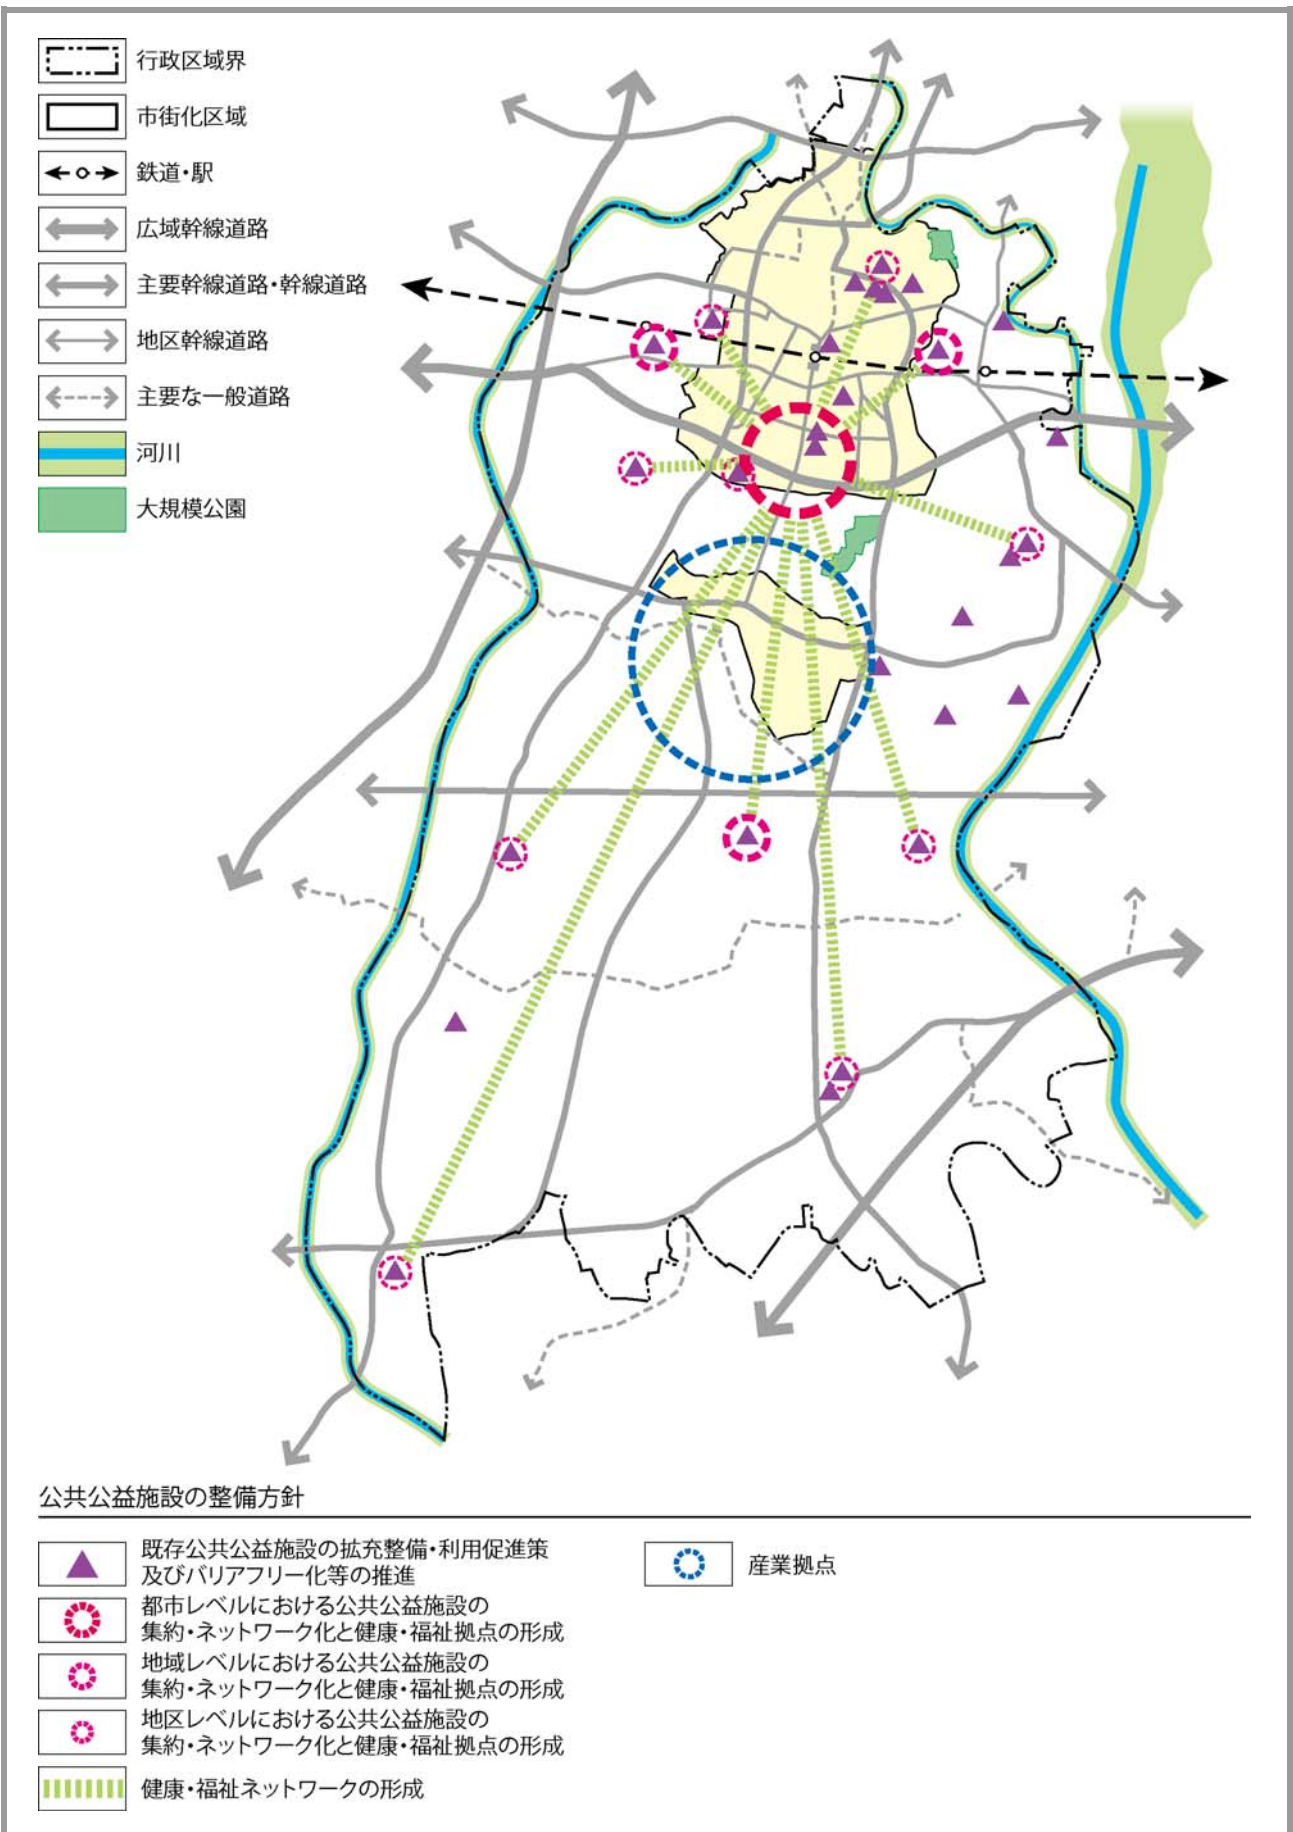 行政区域界
市街化区域
鉄道・駅
広域幹線道路
主要幹線道路・幹線道路
地区幹線道路
主要な一般道路
河川
大規模公園
公共公益施設の整備方針
既存公共公益施設の拡充整備・利用促進策
及びバリアフリー化等の推進
都市レベルにおける公共公益施設の
集約・ネットワーク化と健康・福祉拠点の形成
地域レベルにおける公共公益施設の
集約・ネットワーク化と健康・福祉拠点の形成
地区レベルにおける公共公益施設の
集約・ネットワーク化と健康・福祉拠点の形成
健康・福祉ネットワークの形成
産業拠点